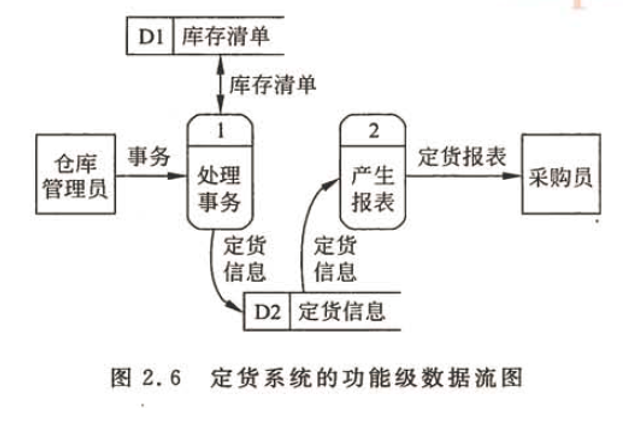 D1 库存清单
库存清单
1
2
仓库
管理员
事务
处理
事务
产生
报表
定货报表
采购员
定货
信息
定货
信息
D2 定货信息
图 2.6 定货系统的功能级数据流图